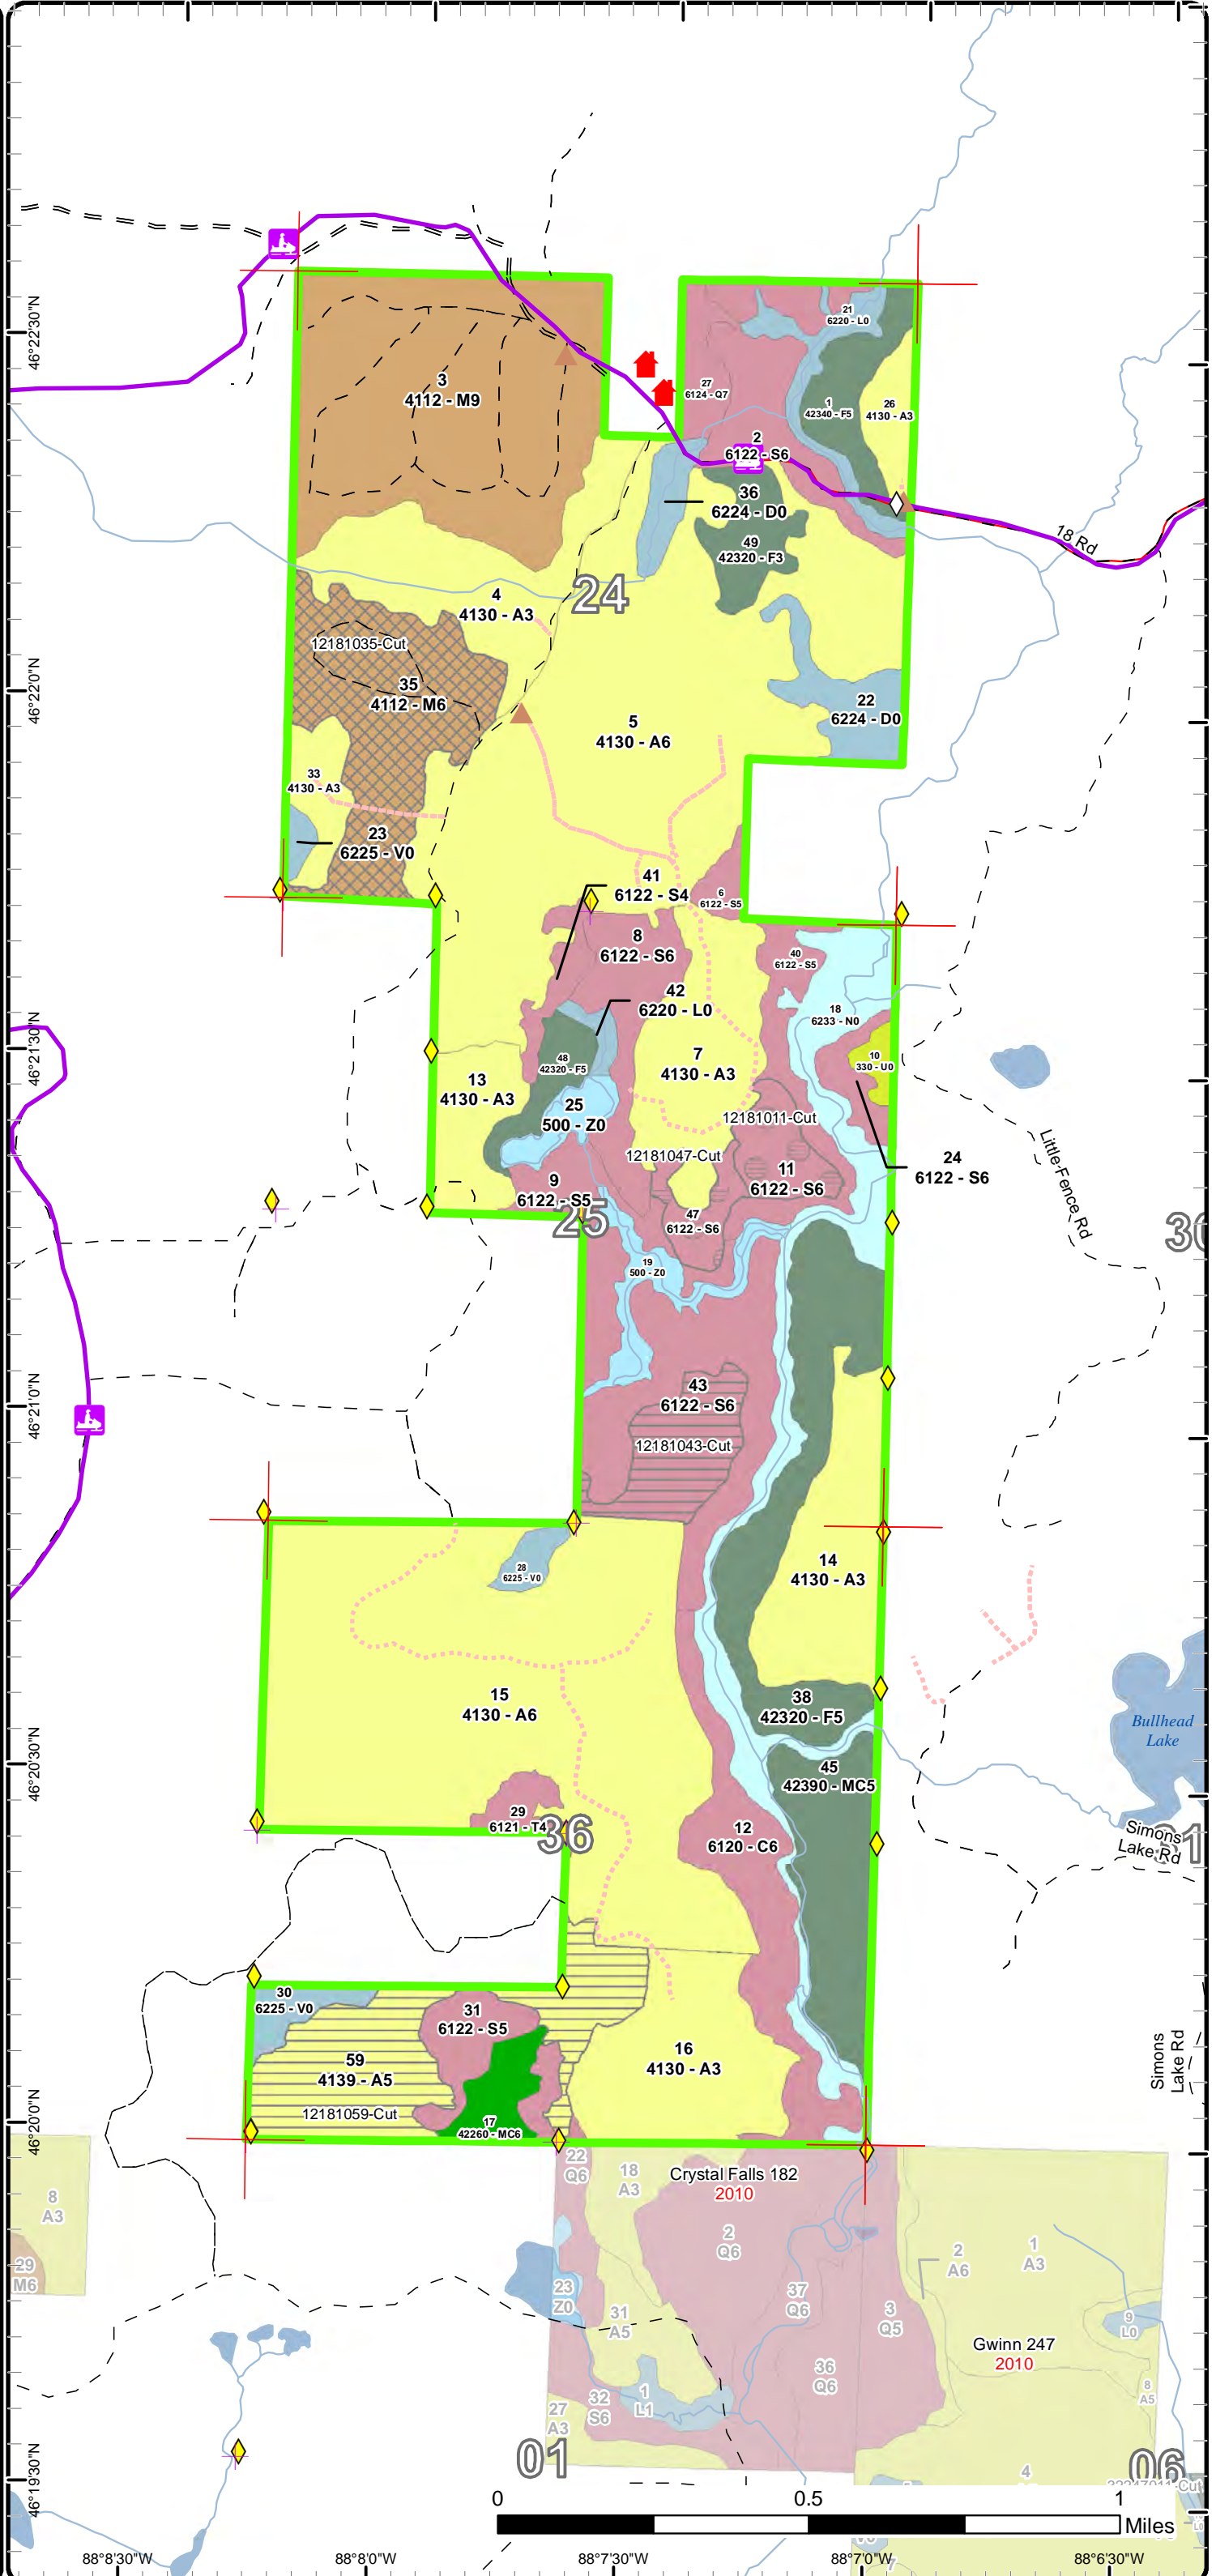 21
6220 - L0
46°22'30"N
3
4112 - M9
27
6124 - Q7
1
42340 - F5
26
4130 - A3
2
6122 - S6
36
6224 - D0
18 Rd
49
42320 - F3
24
4
4130 - A3
12181035-Cut
35
4112 - M6
46°22'0"N
22
6224 - D0
5
4130 - A6
33
4130 - A3
23
6225 - V0
41
6122 - S4
6
6122 - S5
8
6122 - S6
40
6122 - S5
42
6220 - L0
18
6233 - N0
46°21'30"N
48
42320 - F5
7
4130 - A3
10
330 - U0
13
4130 - A3
25
500 - Z0
12181011-Cut
Little-Fence Rd
12181047-Cut
24
6122 - S6
11
6122 - S6
9
6122 - S5
47
6122 - S6
25
30
19
500 - Z0
46°21'0"N
43
6122 - S6
12181043-Cut
14
4130 - A3
28
6225 - V0
15
4130 - A6
38
42320 - F5
Bullhead
Lake
46°20'30"N
45
42390 - MC5
29
6121 - T4
36
12
6120 - C6
Simons
Lake Rd
31
30
6225 - V0
31
6122 - S5
16
4130 - A3
59
4139 - A5
Simons
Lake Rd
46°20'0"N
12181059-Cut
17
42260 - MC6
22
Q6
18
A3
Crystal Falls 182
2010
8
A3
2
Q6
2
A6
1
A3
29
M6
23
Z0
37
Q6
31
A5
3
Q5
9
L0
Gwinn 247
2010
36
Q6
1
L1
32
S6
27
A3
8
A5
01
06
4
46°19'30"N
0 0.5 1
Miles
88°8'30"W 88°8'0"W 88°7'30"W 88°7'0"W 88°6'30"W